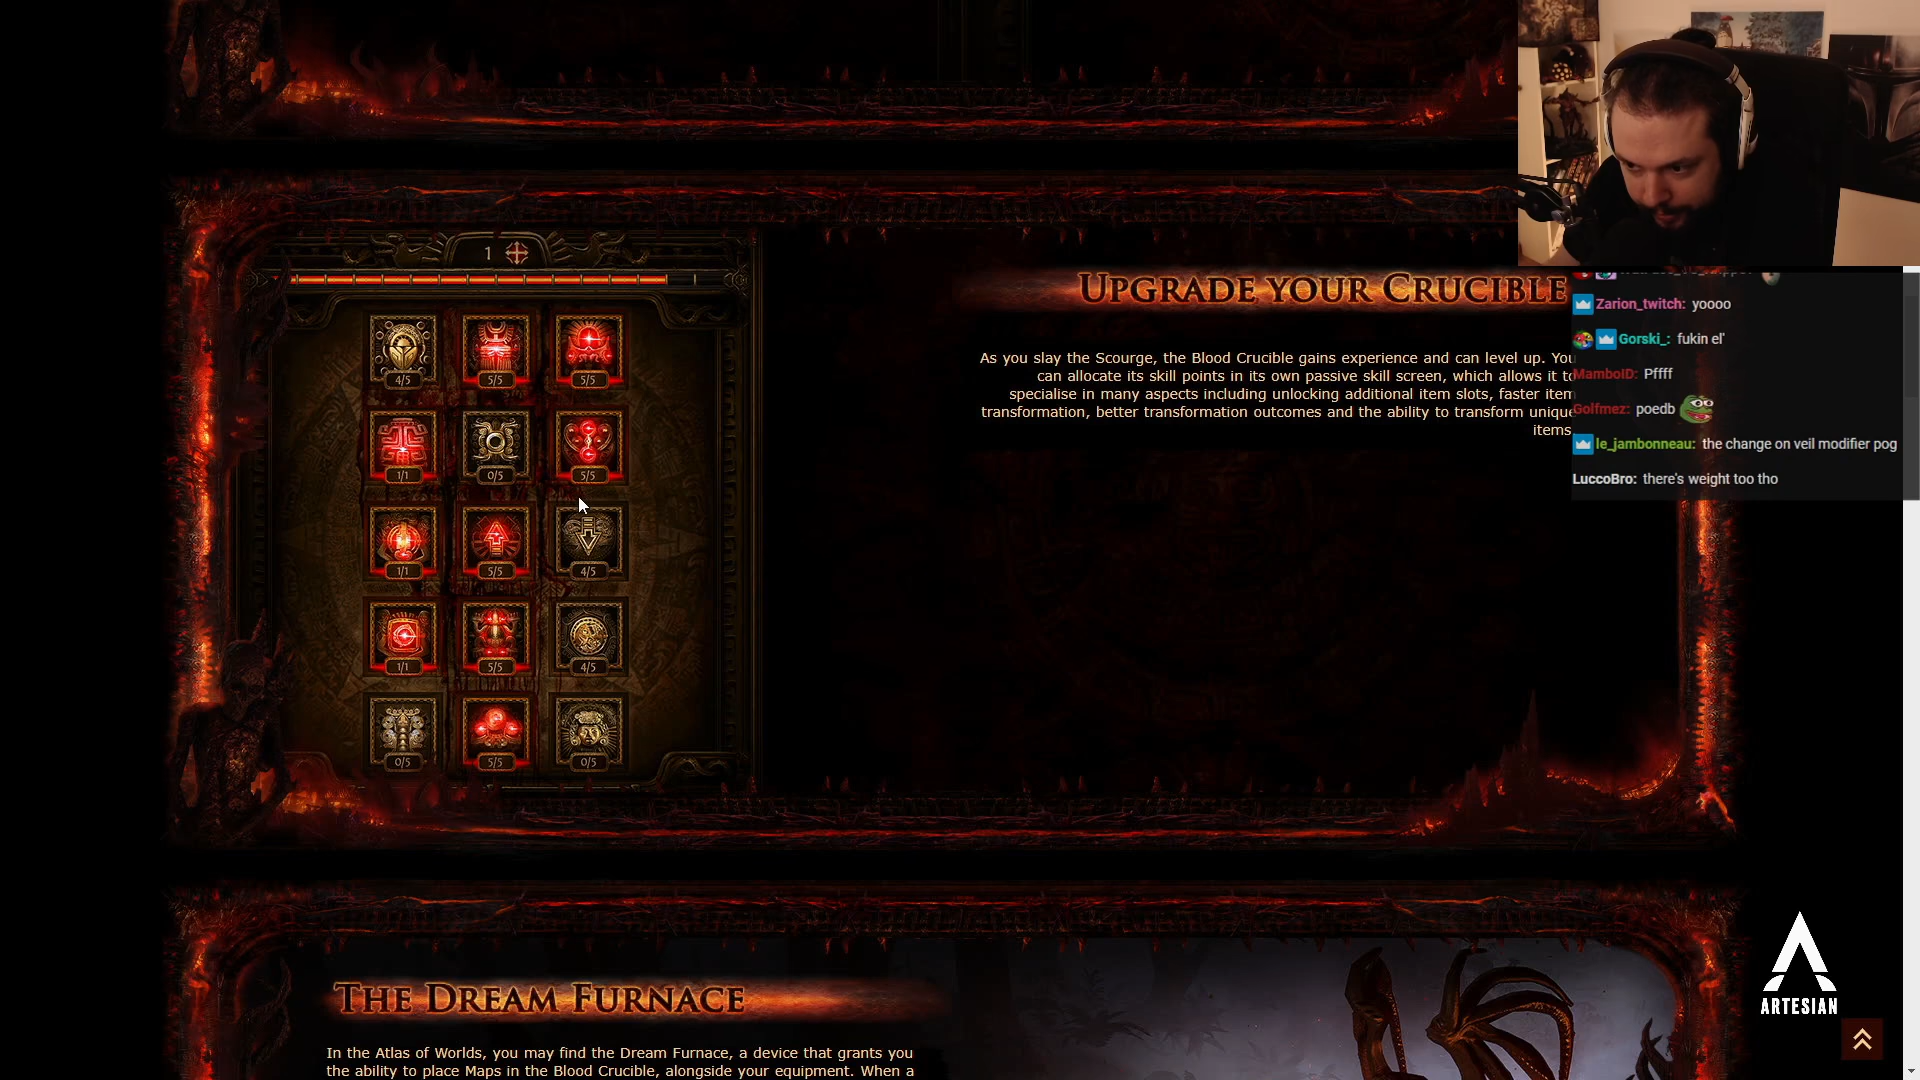 1
4/5 5/5 5/5
1/1 0/5 5/5
1/1 5/5 4/5
1/1 5/5 4/5
0/5 5/5 0/5
Upgrade your Crucible
As you slay the Scourge, the Blood Crucible gains experience and can level up. You
can allocate its skill points in its own passive skill screen, which allows it to
specialise in many aspects including unlocking additional item slots, faster item
transformation, better transformation outcomes and the ability to transform unique
items.
Zarion_twitch: yoooo
Gorski_: fukin el'
MamboID: Pffff
Golfmez: poedb
le_jambonneau: the change on veil modifier pog
LuccoBro: there's weight too tho
The Dream Furnace
In the Atlas of Worlds, you may find the Dream Furnace, a device that grants you
the ability to place Maps in the Blood Crucible, alongside your equipment. When a
ARTESIAN